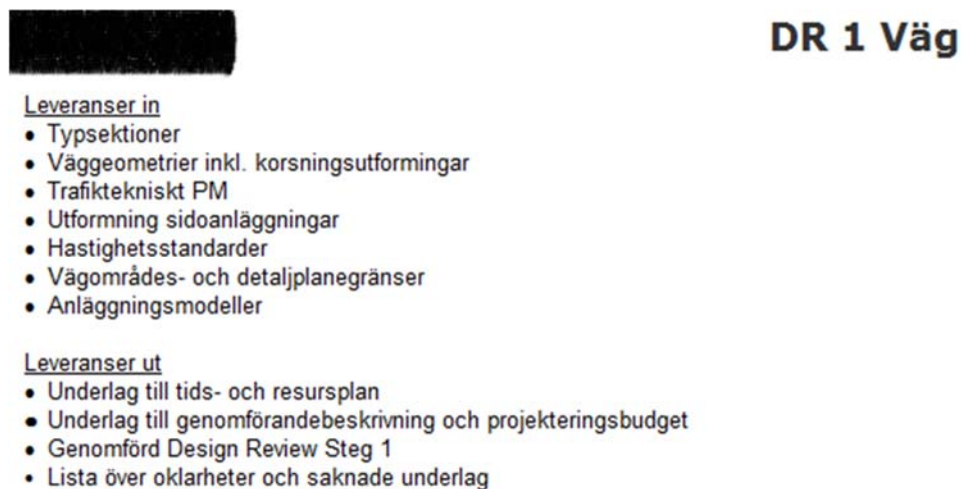 DR 1 Väg
Leveranser in
• Typsektioner
• Väggeometrier inkl. korsningsutformingar
• Trafiktekniskt PM
• Utformning sidoanläggningar
• Hastighetsstandarder
• Vägområdes- och detaljplanegränser
• Anläggningsmodeller
Leveranser ut
• Underlag till tids- och resursplan
• Underlag till genomförandebeskrivning och projekteringsbudget
• Genomförd Design Review Steg 1
• Lista över oklarheter och saknade underlag